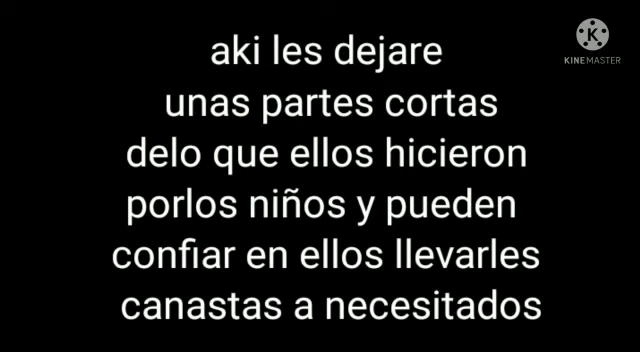 aki les dejare
unas partes cortas
delo que ellos hicieron
porlos niños y pueden
confiar en ellos llevarles
canastas a necesitados
K
KINEMASTER